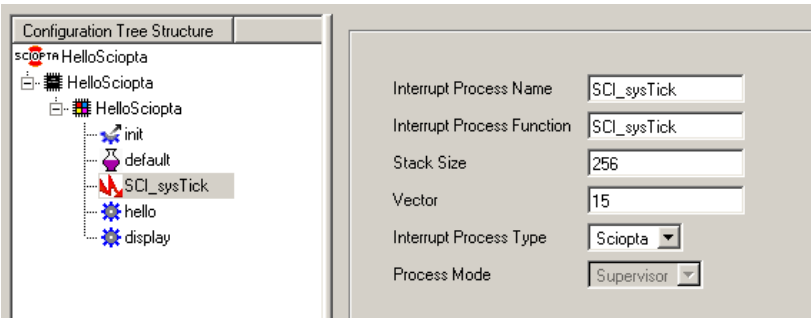 Configuration Tree Structure
SCIOPTA HelloSciopta
HelloSciopta
HelloSciopta
init
default
SCI_sysTick
hello
display
Interrupt Process Name SCI_sysTick
Interrupt Process Function SCI_sysTick
Stack Size 256
Vector 15
Interrupt Process Type Sciopta
Process Mode Supervisor